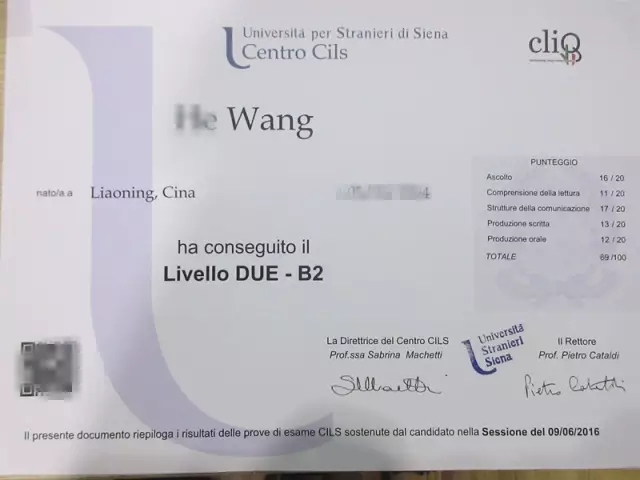 Università per Stranieri di Siena
Centro Cils
cliQ
Wang
nato/a a Liaoning, Cina
PUNTEGGIO
Ascolto 16 / 20
Comprensione della lettura 11 / 20
Strutture della comunicazione 17 / 20
Produzione scritta 13 / 20
Produzione orale 12 / 20
TOTALE 69 /100
ha conseguito il
Livello DUE - B2
La Direttrice del Centro CILS
Prof.ssa Sabrina Machetti
Università
Stranieri
Siena
Il Rettore
Prof. Pietro Cataldi
Pietro Cataldi
Il presente documento riepiloga i risultati delle prove di esame CILS sostenute dal candidato nella Sessione del 09/06/2016